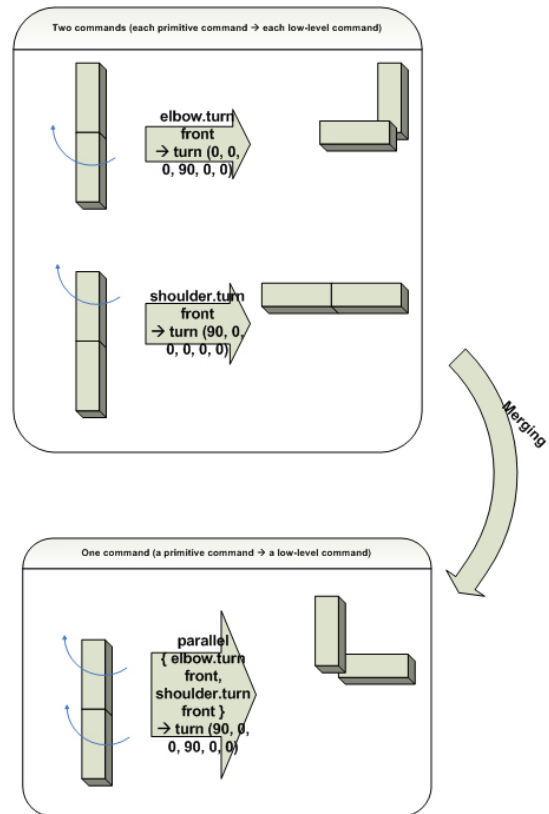 Two commands (each primitive command → each low-level command)
elbow.turn
front
→ turn (0, 0,
0, 90, 0, 0)
shoulder.turn
front
→ turn (90, 0,
0, 0, 0, 0)
Merging
One command (a primitive command → a low-level command)
parallel
{ elbow.turn
front,
shoulder.turn
front }
→ turn (90, 0,
0, 90, 0, 0)